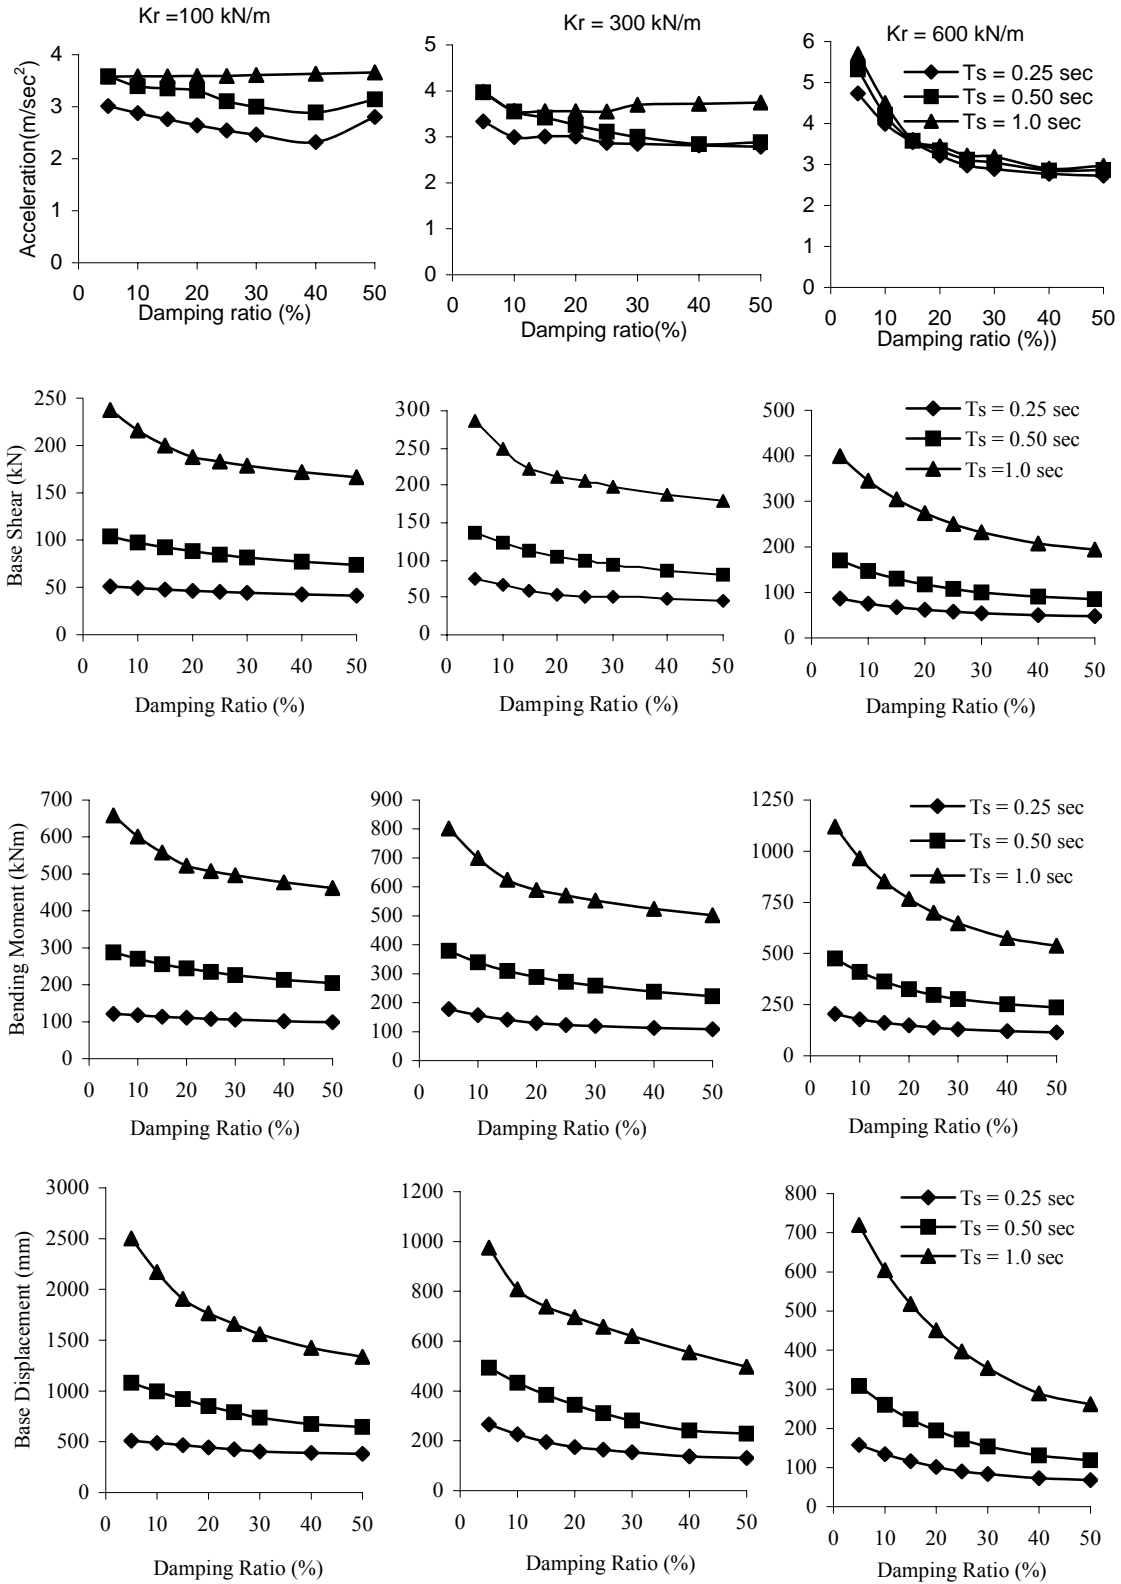 Kr =100 kN/m
Kr = 300 kN/m
Kr = 600 kN/m
Acceleration(m/sec2)
4
3
2
1
0
0 10 20 30 40 50
Damping ratio (%)
5
4
3
2
1
0
0 10 20 30 40 50
Damping ratio(%)
6
5
4
3
2
1
0
Ts = 0.25 sec
Ts = 0.50 sec
Ts = 1.0 sec
0 10 20 30 40 50
Damping ratio (%))
Base Shear (kN)
250
200
150
100
50
0
0 10 20 30 40 50
Damping Ratio (%)
300
250
200
150
100
50
0
0 10 20 30 40 50
Damping Ratio (%)
500
400
300
200
100
0
Ts = 0.25 sec
Ts = 0.50 sec
Ts =1.0 sec
0 10 20 30 40 50
Damping Ratio (%)
Bending Moment (kNm)
700
600
500
400
300
200
100
0
0 10 20 30 40 50
Damping Ratio (%)
900
800
700
600
500
400
300
200
100
0
0 10 20 30 40 50
Damping Ratio (%)
1250
1000
750
500
250
0
Ts = 0.25 sec
Ts = 0.50 sec
Ts = 1.0 sec
0 10 20 30 40 50
Damping Ratio (%)
Base Displacement (mm)
3000
2500
2000
1500
1000
500
0
0 10 20 30 40 50
Damping Ratio (%)
1200
1000
800
600
400
200
0
0 10 20 30 40 50
Damping Ratio (%)
800
700
600
500
400
300
200
100
0
Ts = 0.25 sec
Ts = 0.50 sec
Ts = 1.0 sec
0 10 20 30 40 50
Damping Ratio (%)